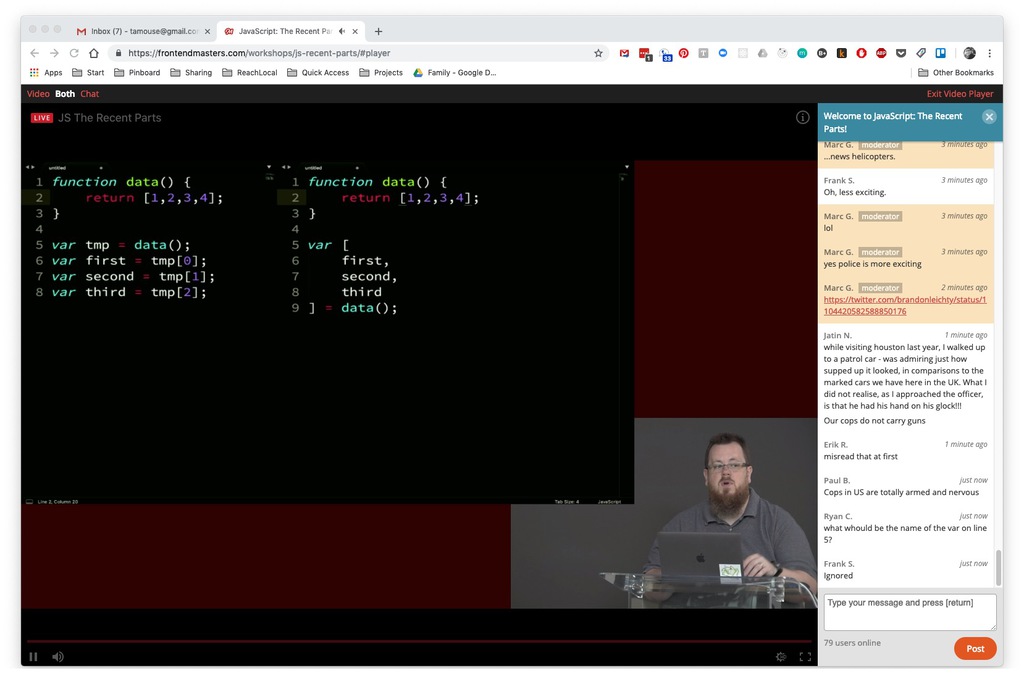 Inbox (7) - tamouse@gmail.co
JavaScript: The Recent Pa
https://frontendmasters.com/workshops/js-recent-parts/#player
1
33
Apps
Start
Pinboard
Sharing
ReachLocal
Quick Access
Projects
Family - Google D...
Other Bookmarks
Video Both Chat
Exit Video Player
LIVE JS The Recent Parts
untitled
1 function data() {
2 return [1,2,3,4];
3 }
4
5 var tmp = data();
6 var first = tmp[0];
7 var second = tmp[1];
8 var third = tmp[2];
untitled
1 function data() {
2 return [1,2,3,4];
3 }
4
5 var [
6 first,
7 second,
8 third
9 ] = data();
Line 2, Column 20
Tab Size: 4
JavaScript
Welcome to JavaScript: The Recent
Parts!
Marc G. moderator 3 minutes ago
...news helicopters.
Frank S. 3 minutes ago
Oh, less exciting.
Marc G. moderator 3 minutes ago
lol
Marc G. moderator 3 minutes ago
yes police is more exciting
Marc G. moderator 2 minutes ago
https://twitter.com/brandonleichty/status/1
104420582588850176
Jatin N. 1 minute ago
while visiting houston last year, I walked up
to a patrol car - was admiring just how
supped up it looked, in comparisons to the
marked cars we have here in the UK. What I
did not realise, as I approached the officer,
is that he had his hand on his glock!!!
Our cops do not carry guns
Erik R. 1 minute ago
misread that at first
Paul B. just now
Cops in US are totally armed and nervous
Ryan C. just now
what whould be the name of the var on line
5?
Frank S. just now
Ignored
Type your message and press [return]
79 users online
Post